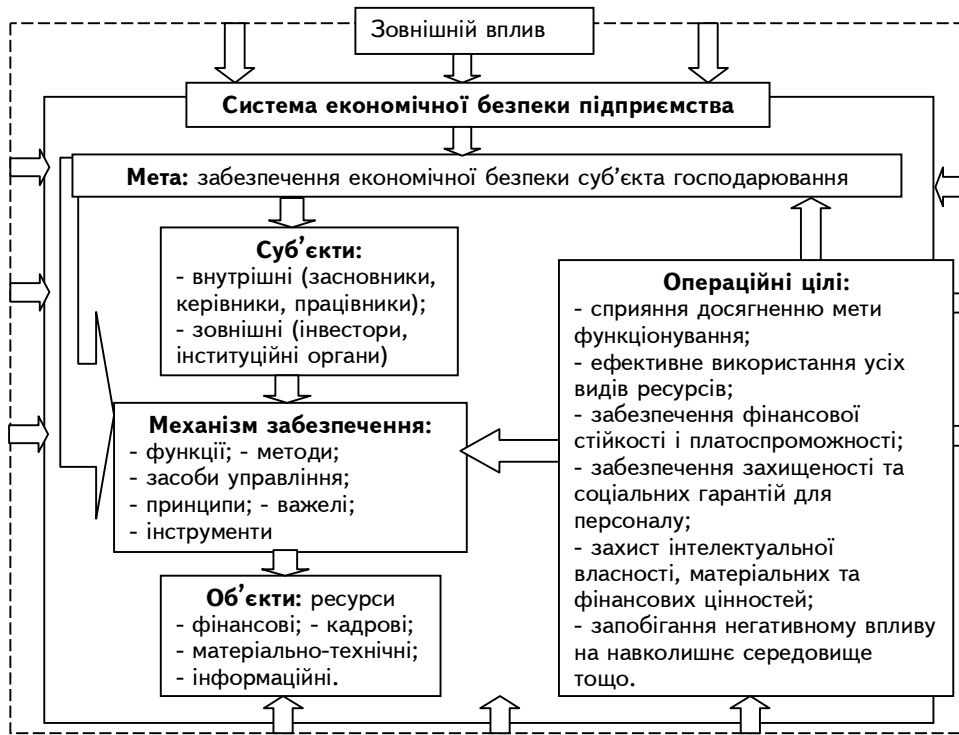 Зовнішній вплив
Система економічної безпеки підприємства
Мета: забезпечення економічної безпеки суб’єкта господарювання
Суб’єкти:
- внутрішні (засновники,
керівники, працівники);
- зовнішні (інвестори,
інституційні органи)
Механізм забезпечення:
- функції; - методи;
- засоби управління;
- принципи; - важелі;
- інструменти
Об’єкти: ресурси
- фінансові; - кадрові;
- матеріально-технічні;
- інформаційні.
Операційні цілі:
- сприяння досягненню мети
функціонування;
- ефективне використання усіх
видів ресурсів;
- забезпечення фінансової
стійкості і платоспроможності;
- забезпечення захищеності та
соціальних гарантій для
персоналу;
- захист інтелектуальної
власності, матеріальних та
фінансових цінностей;
- запобігання негативному впливу
на навколишнє середовище
тощо.